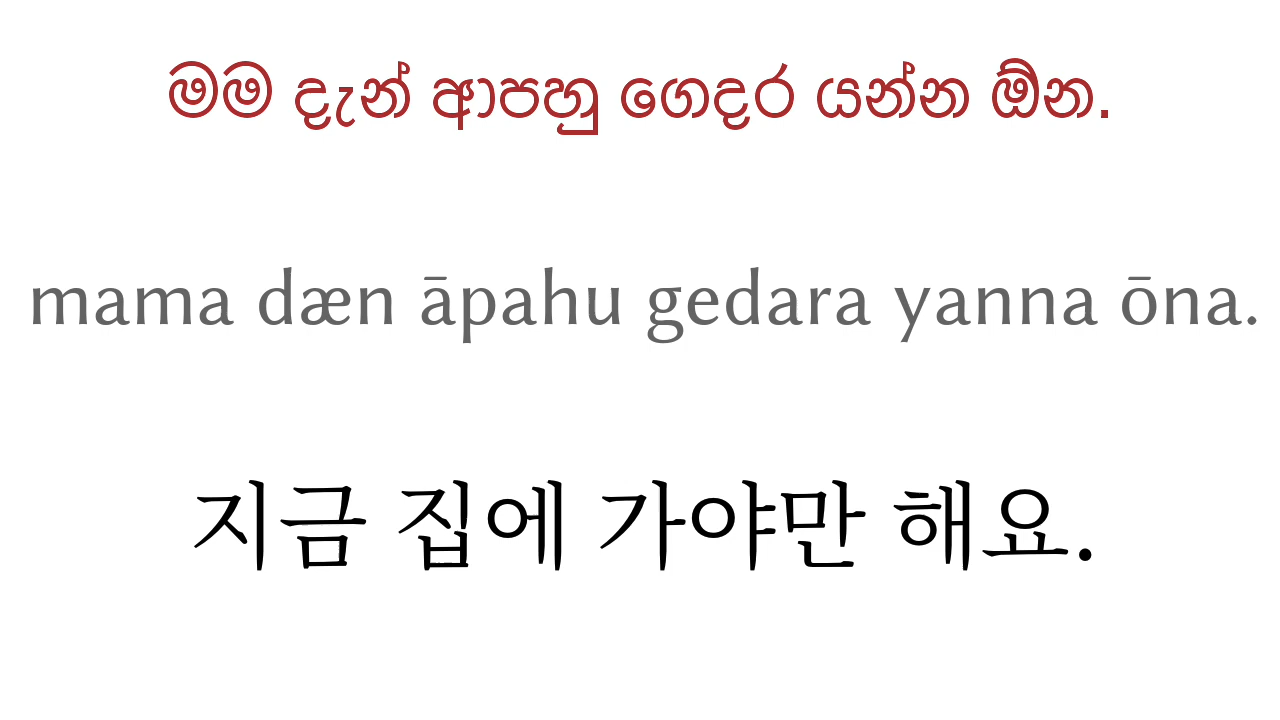 මම දැන් ආපහු ගෙදර යන්න ඕන.
mama dæn āpahu gedara yanna ōna.
지금 집에 가야만 해요.